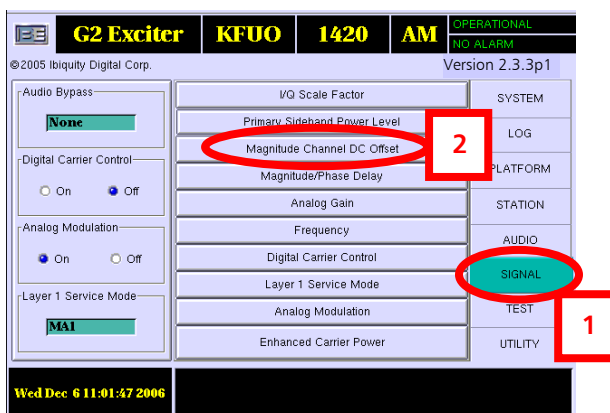 G2 Exciter KFUO 1420 AM OPERATIONAL
NO ALARM
©2005 Ibiquity Digital Corp. Version 2.3.3p1
Audio Bypass
None
Digital Carrier Control
On Off
Analog Modulation
On Off
Layer 1 Service Mode
MA1
I/Q Scale Factor
Primary Sideband Power Level
Magnitude Channel DC Offset
2
Magnitude/Phase Delay
Analog Gain
Frequency
Digital Carrier Control
Layer 1 Service Mode
Analog Modulation
Enhanced Carrier Power
SYSTEM
LOG
PLATFORM
STATION
AUDIO
SIGNAL
1
TEST
UTILITY
Wed Dec 6 11:01:47 2006